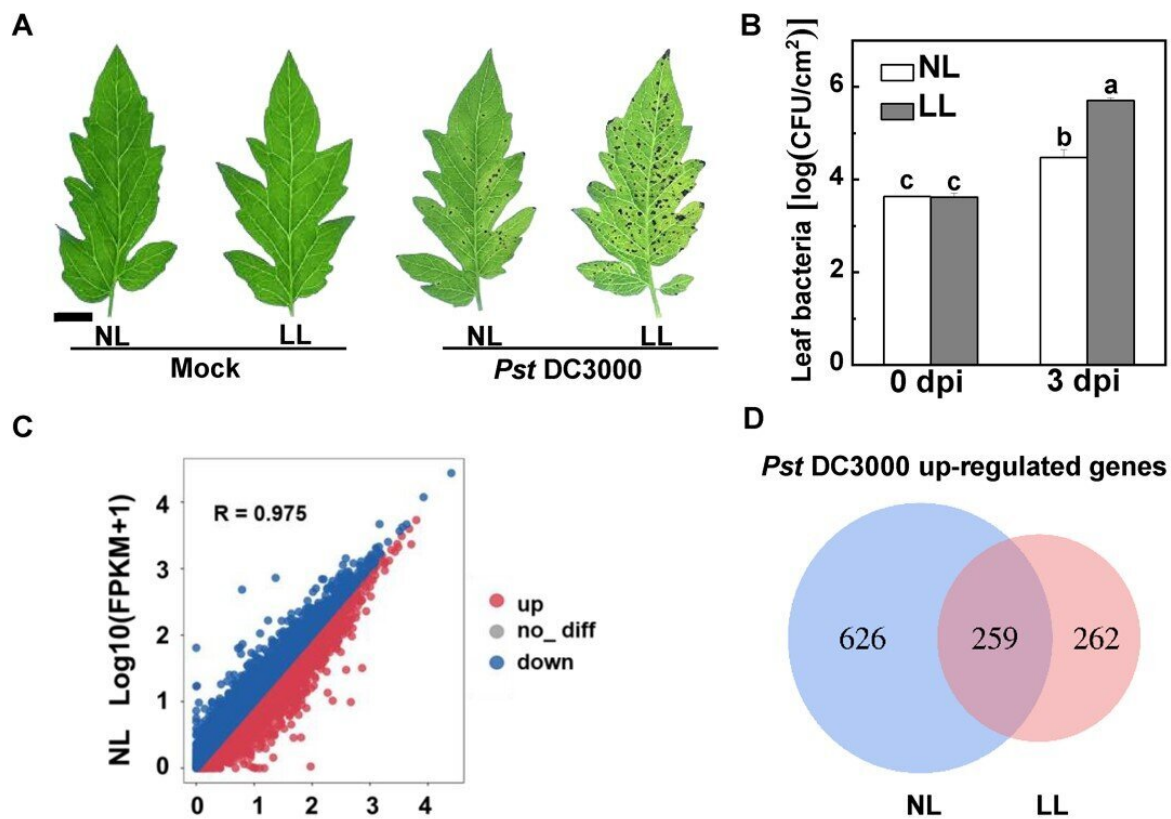 A
NL
LL
NL
LL
Mock
Pst DC3000
B
Leaf bacteria [log(CFU/cm²)]
6
4
2
0
NL
LL
c
c
b
a
0 dpi
3 dpi
C
NL Log10(FPKM+1)
4
3
2
1
0
R = 0.975
0
1
2
3
4
up
no_ diff
down
D
Pst DC3000 up-regulated genes
626
259
262
NL
LL